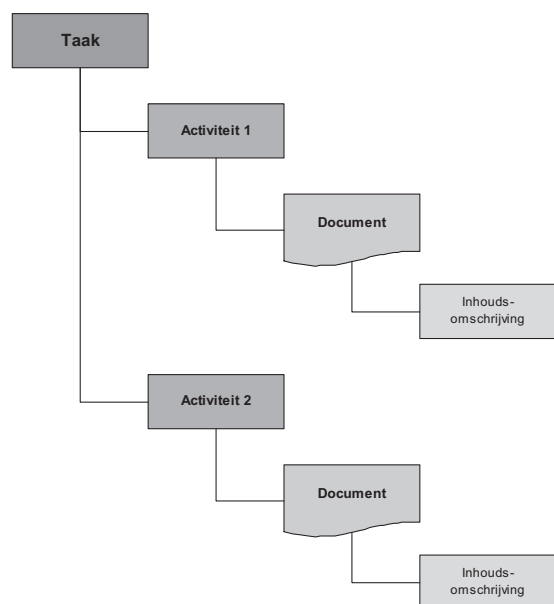 Taak
Activiteit 1
Document
Inhouds-
omschrijving
Activiteit 2
Document
Inhouds-
omschrijving